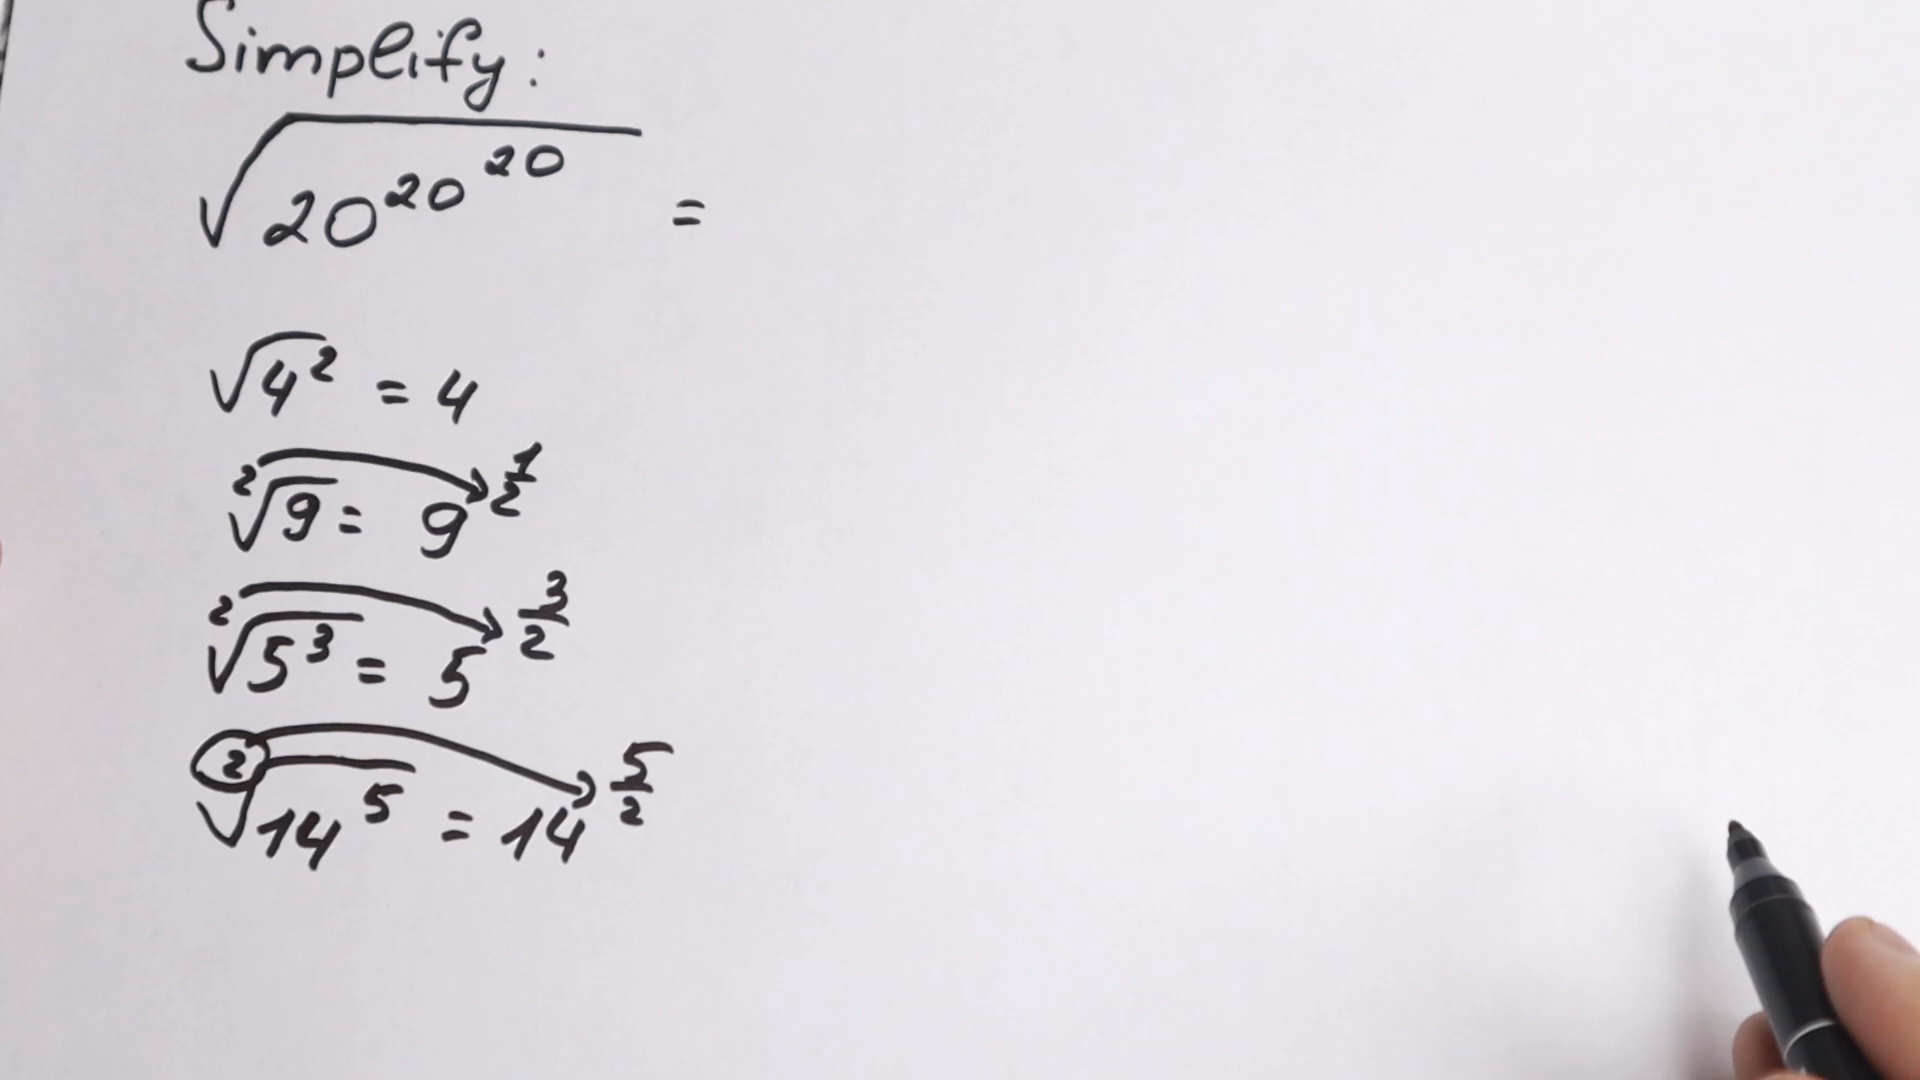 Simplify:
√20^20^20 =
√4² = 4
²√9 = 9^1/2
²√5³ = 5^3/2
²√14⁵ = 14^5/2